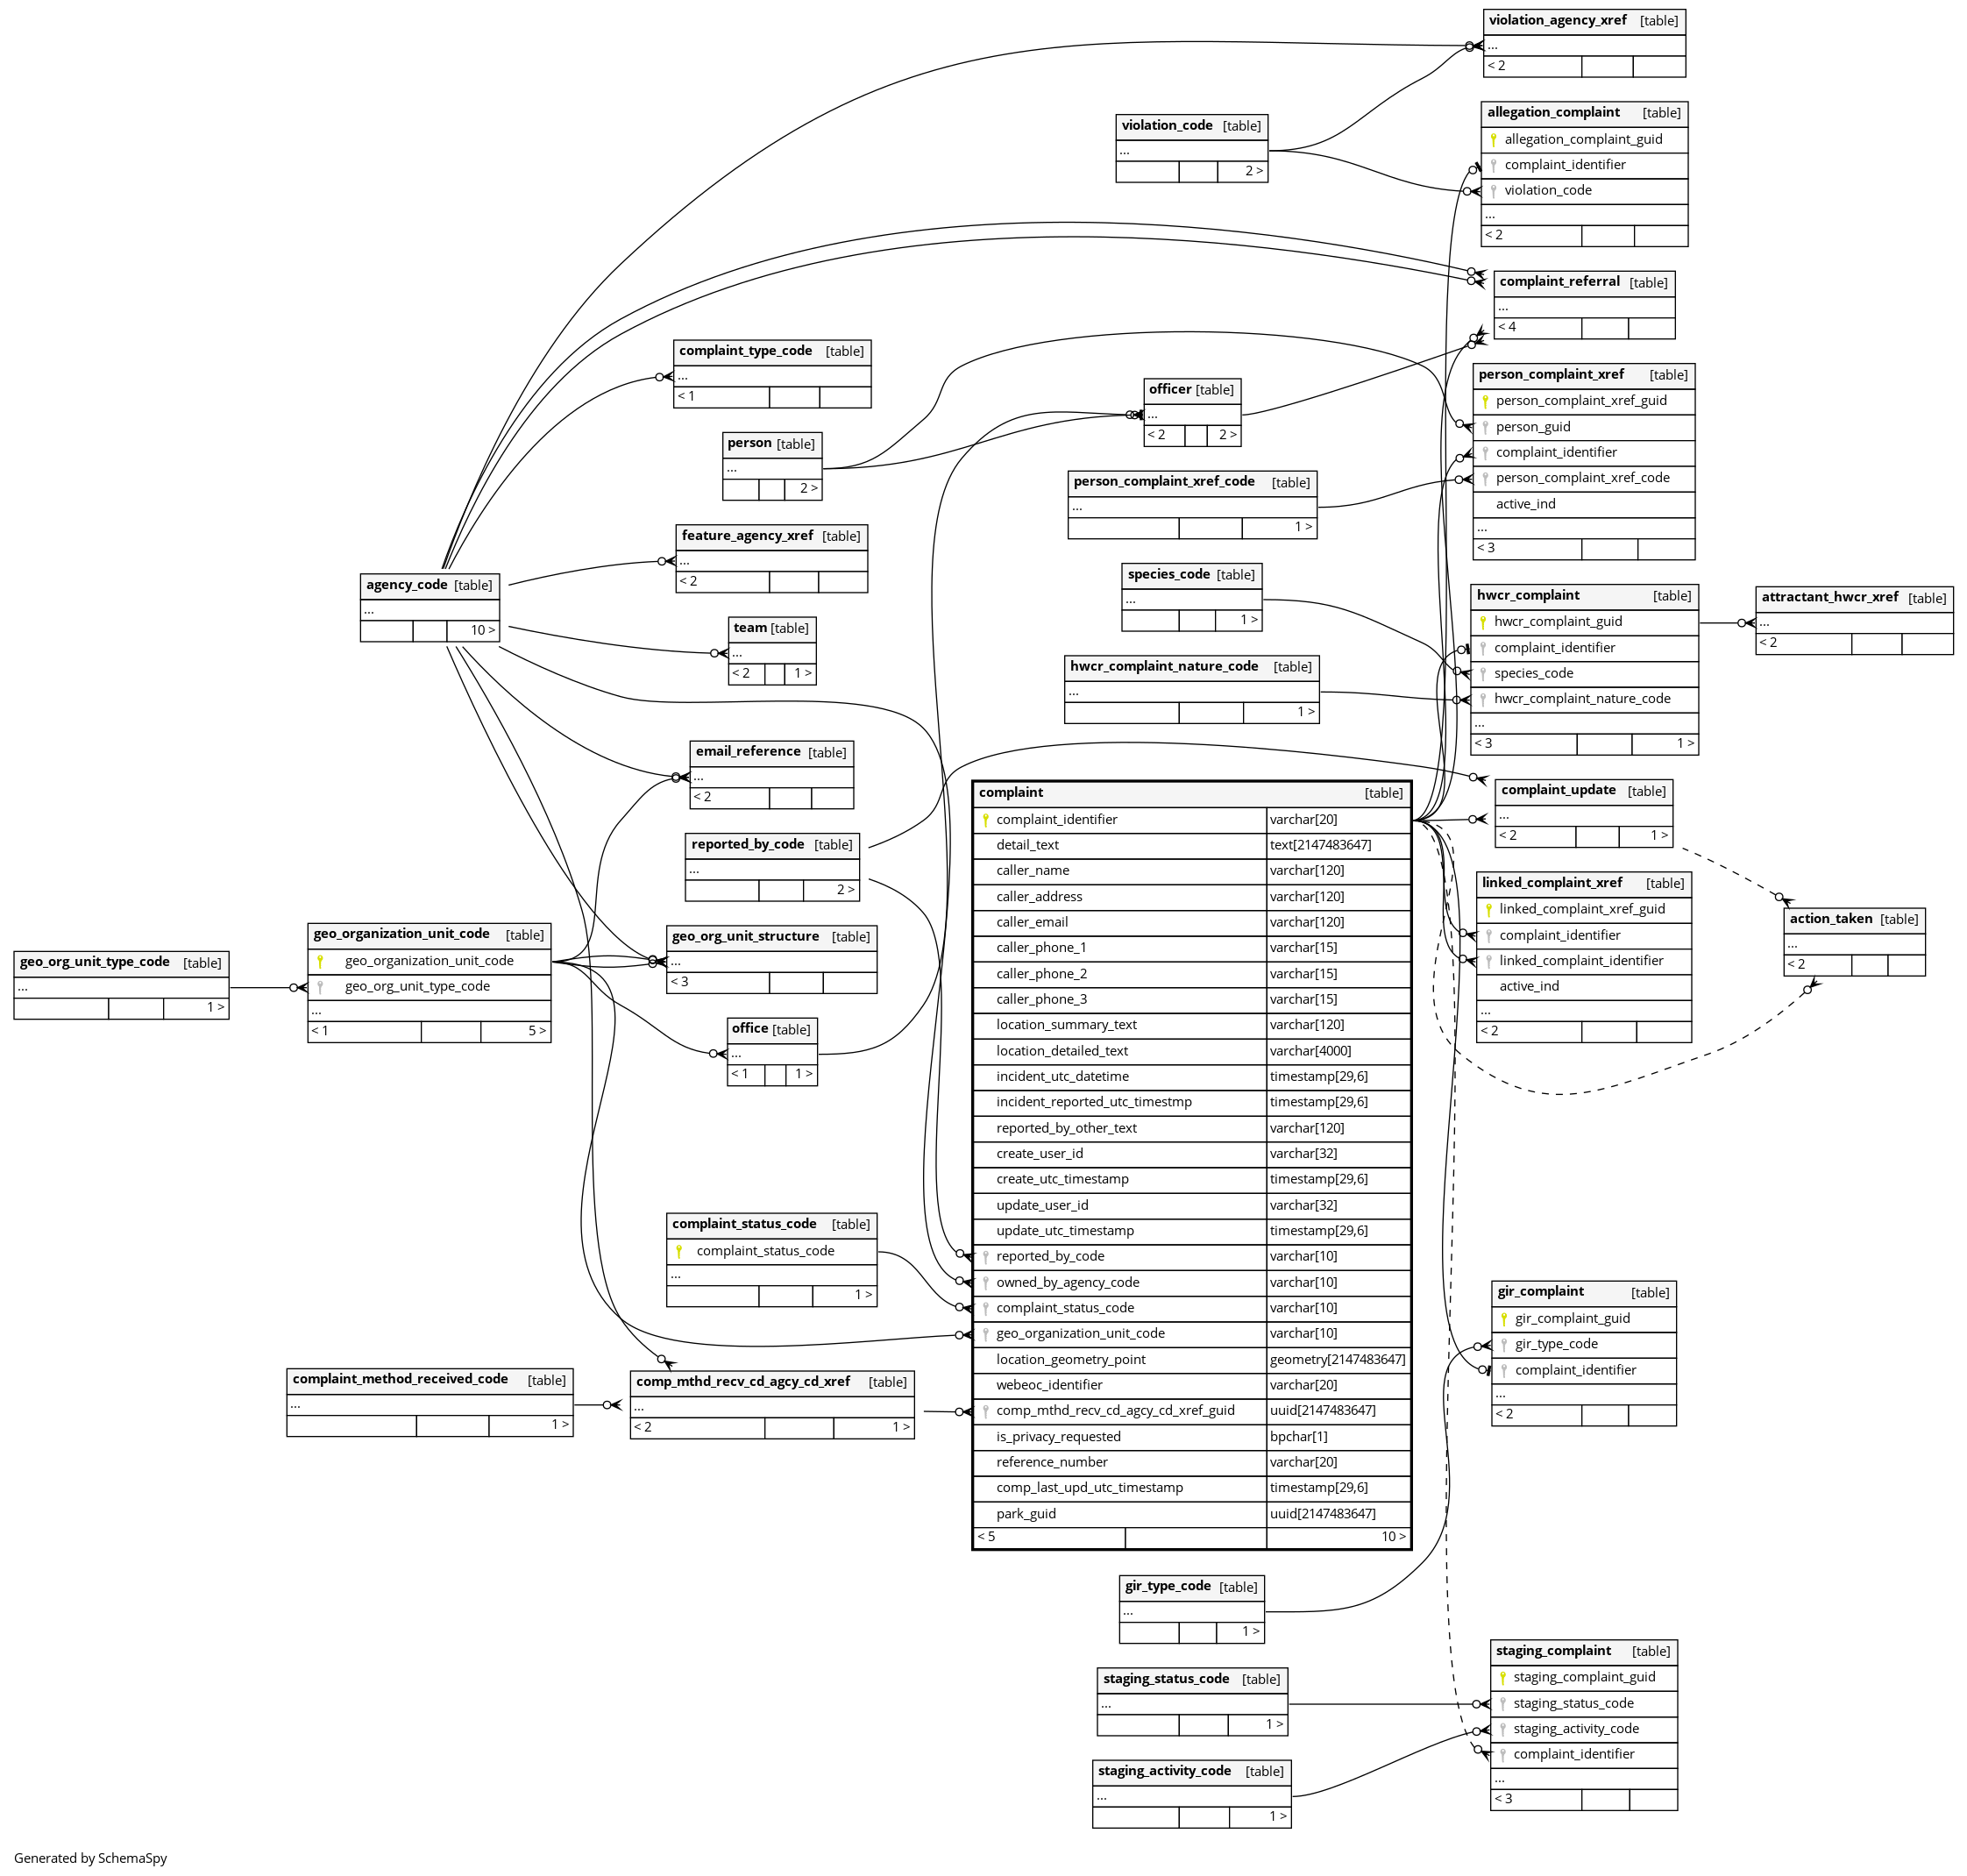 violation_agency_xref [table]
...
< 2
allegation_complaint [table]
allegation_complaint_guid
complaint_identifier
violation_code
...
< 2
violation_code [table]
...
2 >
complaint_referral [table]
...
< 4
complaint_type_code [table]
...
< 1
person_complaint_xref [table]
person_complaint_xref_guid
person_guid
complaint_identifier
person_complaint_xref_code
active_ind
...
< 3
officer [table]
...
< 2 2 >
person [table]
...
2 >
person_complaint_xref_code [table]
...
1 >
feature_agency_xref [table]
...
< 2
agency_code [table]
...
10 >
species_code [table]
...
1 >
hwcr_complaint [table]
hwcr_complaint_guid
complaint_identifier
species_code
hwcr_complaint_nature_code
...
< 3 1 >
attractant_hwcr_xref [table]
...
< 2
team [table]
...
< 2 1 >
hwcr_complaint_nature_code [table]
...
1 >
email_reference [table]
...
< 2
complaint [table]
complaint_identifier varchar[20]
detail_text text[2147483647]
caller_name varchar[120]
caller_address varchar[120]
caller_email varchar[120]
caller_phone_1 varchar[15]
caller_phone_2 varchar[15]
caller_phone_3 varchar[15]
location_summary_text varchar[120]
location_detailed_text varchar[4000]
incident_utc_datetime timestamp[29,6]
incident_reported_utc_timestmp timestamp[29,6]
reported_by_other_text varchar[120]
create_user_id varchar[32]
create_utc_timestamp timestamp[29,6]
update_user_id varchar[32]
update_utc_timestamp timestamp[29,6]
reported_by_code varchar[10]
owned_by_agency_code varchar[10]
complaint_status_code varchar[10]
geo_organization_unit_code varchar[10]
location_geometry_point geometry[2147483647]
webeoc_identifier varchar[20]
comp_mthd_recv_cd_agcy_cd_xref_guid uuid[2147483647]
is_privacy_requested bpchar[1]
reference_number varchar[20]
comp_last_upd_utc_timestamp timestamp[29,6]
park_guid uuid[2147483647]
< 5 10 >
complaint_update [table]
...
< 2 1 >
reported_by_code [table]
...
2 >
linked_complaint_xref [table]
linked_complaint_xref_guid
complaint_identifier
linked_complaint_identifier
active_ind
...
< 2
action_taken [table]
...
< 2
geo_organization_unit_code [table]
geo_organization_unit_code
geo_org_unit_type_code
...
< 1 5 >
geo_org_unit_structure [table]
...
< 3
geo_org_unit_type_code [table]
...
1 >
office [table]
...
< 1 1 >
complaint_status_code [table]
complaint_status_code
...
1 >
gir_complaint [table]
gir_complaint_guid
gir_type_code
complaint_identifier
...
< 2
complaint_method_received_code [table]
...
1 >
comp_mthd_recv_cd_agcy_cd_xref [table]
...
< 2 1 >
gir_type_code [table]
...
1 >
staging_complaint [table]
staging_complaint_guid
staging_status_code
staging_activity_code
complaint_identifier
...
< 3
staging_status_code [table]
...
1 >
staging_activity_code [table]
...
1 >
Generated by SchemaSpy